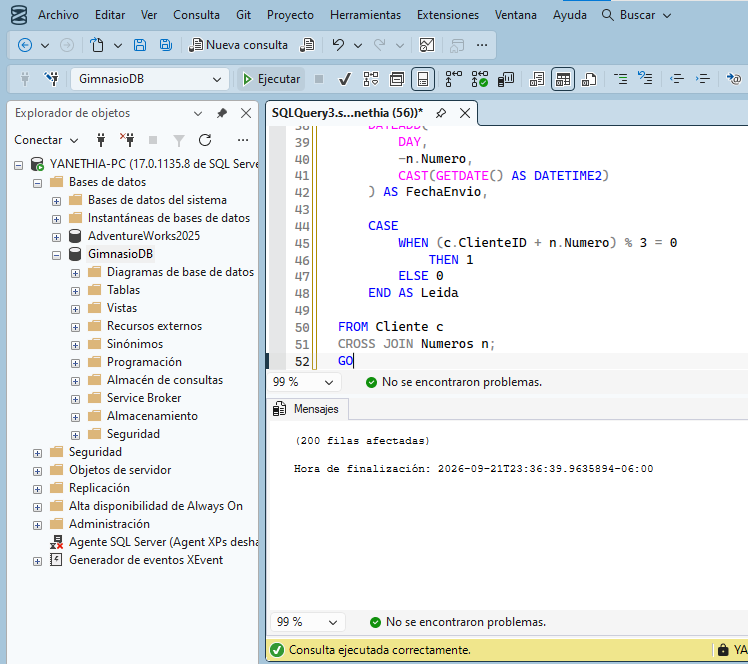 Archivo Editar Ver Consulta Git Proyecto Herramientas Extensiones Ventana Ayuda Buscar
Nueva consulta
GimnasioDB Ejecutar
Explorador de objetos
Conectar
YANETHIA-PC (17.0.1135.8 de SQL Serve
Bases de datos
Bases de datos del sistema
Instantáneas de bases de datos
AdventureWorks2025
GimnasioDB
Diagramas de base de datos
Tablas
Vistas
Recursos externos
Sinónimos
Programación
Almacén de consultas
Service Broker
Almacenamiento
Seguridad
Seguridad
Objetos de servidor
Replicación
Alta disponibilidad de Always On
Administración
Agente SQL Server (Agent XPs desha
Generador de eventos XEvent
SQLQuery3.s...nethia (56))*
38 DATEADD(
39 DAY,
40 -n.Numero,
41 CAST(GETDATE() AS DATETIME2)
42 ) AS FechaEnvio,
43
44 CASE
45 WHEN (c.ClienteID + n.Numero) % 3 = 0
46 THEN 1
47 ELSE 0
48 END AS Leida
49
50 FROM Cliente c
51 CROSS JOIN Numeros n;
52 GO
99 % No se encontraron problemas.
Mensajes
(200 filas afectadas)
Hora de finalización: 2026-09-21T23:36:39.9635894-06:00
99 % No se encontraron problemas.
Consulta ejecutada correctamente. YA